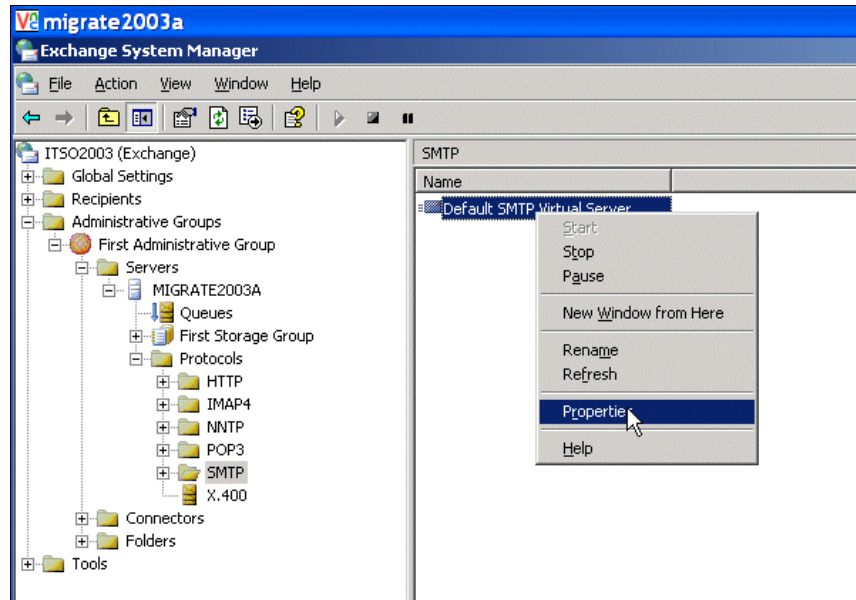 migrate2003a
Exchange System Manager
File Action View Window Help
ITSO2003 (Exchange)
Global Settings
Recipients
Administrative Groups
First Administrative Group
Servers
MIGRATE2003A
Queues
First Storage Group
Protocols
HTTP
IMAP4
NNTP
POP3
SMTP
X.400
Connectors
Folders
Tools
SMTP
Name
Default SMTP Virtual Server
Start
Stop
Pause
New Window from Here
Rename
Refresh
Properties
Help